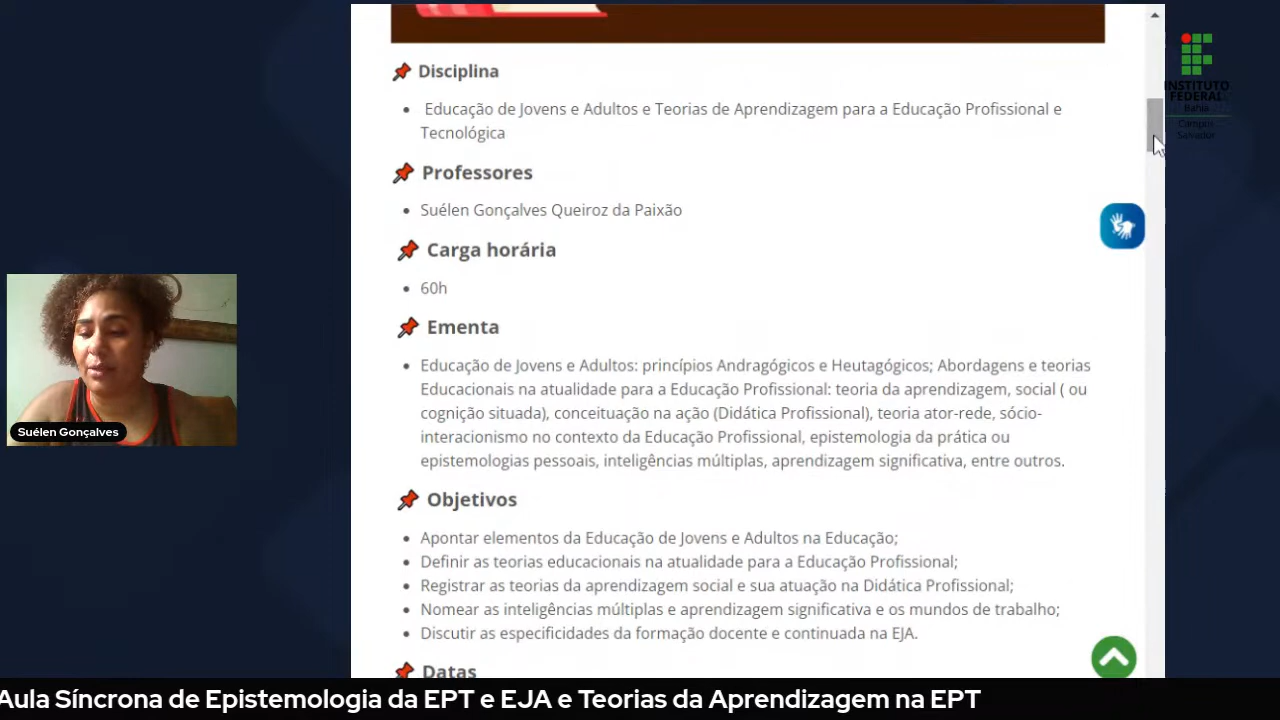 Disciplina
Educação de Jovens e Adultos e Teorias de Aprendizagem para a Educação Profissional e
Tecnológica
Professores
Suélen Gonçalves Queiroz da Paixão
Carga horária
60h
Ementa
Educação de Jovens e Adultos: princípios Andragógicos e Heutagógicos; Abordagens e teorias
Educacionais na atualidade para a Educação Profissional: teoria da aprendizagem, social ( ou
cognição situada), conceituação na ação (Didática Profissional), teoria ator-rede, sócio-
interacionismo no contexto da Educação Profissional, epistemologia da prática ou
epistemologias pessoais, inteligências múltiplas, aprendizagem significativa, entre outros.
Objetivos
Apontar elementos da Educação de Jovens e Adultos na Educação;
Definir as teorias educacionais na atualidade para a Educação Profissional;
Registrar as teorias da aprendizagem social e sua atuação na Didática Profissional;
Nomear as inteligências múltiplas e aprendizagem significativa e os mundos de trabalho;
Discutir as especificidades da formação docente e continuada na EJA.
Datas
INSTITUTO
FEDERAL
Bahia
Campus
Salvador
Suélen Gonçalves
Aula Síncrona de Epistemologia da EPT e EJA e Teorias da Aprendizagem na EPT